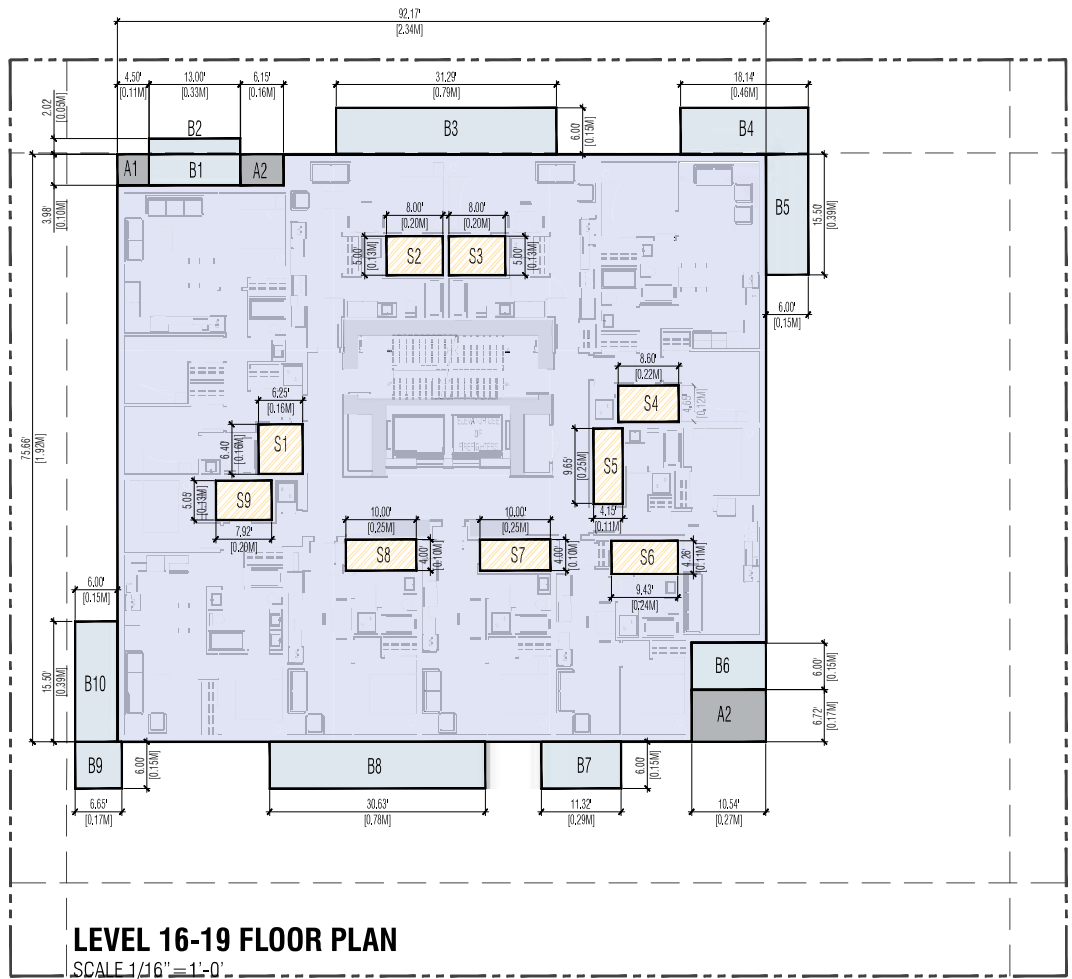 92.17'
[2.34M]
4.50'
[0.11M]
13.00'
[0.33M]
6.15'
[0.16M]
31.29'
[0.79M]
18.14'
[0.46M]
2.02
[0.05M]
B2
B3
6.00'
[0.15M]
B4
A1
B1
A2
3.98'
[0.10M]
B5
15.50'
[0.39M]
8.00'
[0.20M]
8.00'
[0.20M]
5.00'
[0.13M]
S2
S3
5.00'
[0.13M]
6.00'
[0.15M]
8.60'
[0.22M]
S4
[0.12M]
6.25'
[0.16M]
75.66'
[1.92M]
6.40'
[0.16M]
S1
ELEVATOR USE
OF
FIREFIGHTERS
9.65'
[0.25M]
S5
4.15'
[0.11M]
5.05'
[0.13M]
S9
7.92'
[0.20M]
10.00'
[0.25M]
10.00'
[0.25M]
S8
4.00'
[0.10M]
S7
4.00'
[0.10M]
S6
4.26'
[0.11M]
9.43'
[0.24M]
6.00'
[0.15M]
15.50'
[0.39M]
B10
B6
6.00'
[0.15M]
A2
6.72'
[0.17M]
B9
6.00'
[0.15M]
B8
B7
6.00'
[0.15M]
6.65'
[0.17M]
30.63'
[0.78M]
11.32'
[0.29M]
10.54'
[0.27M]
LEVEL 16-19 FLOOR PLAN
SCALE 1/16"=1'-0'